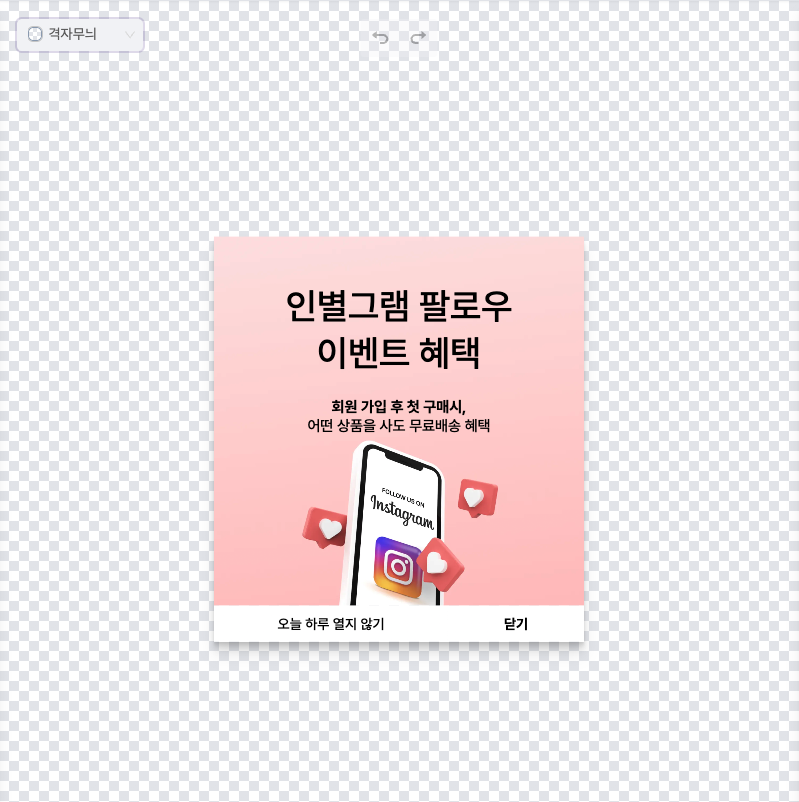 격자무늬
인별그램 팔로우
이벤트 혜택
회원 가입 후 첫 구매시,
어떤 상품을 사도 무료배송 혜택
FOLLOW US ON
Instagram
오늘 하루 열지 않기
닫기